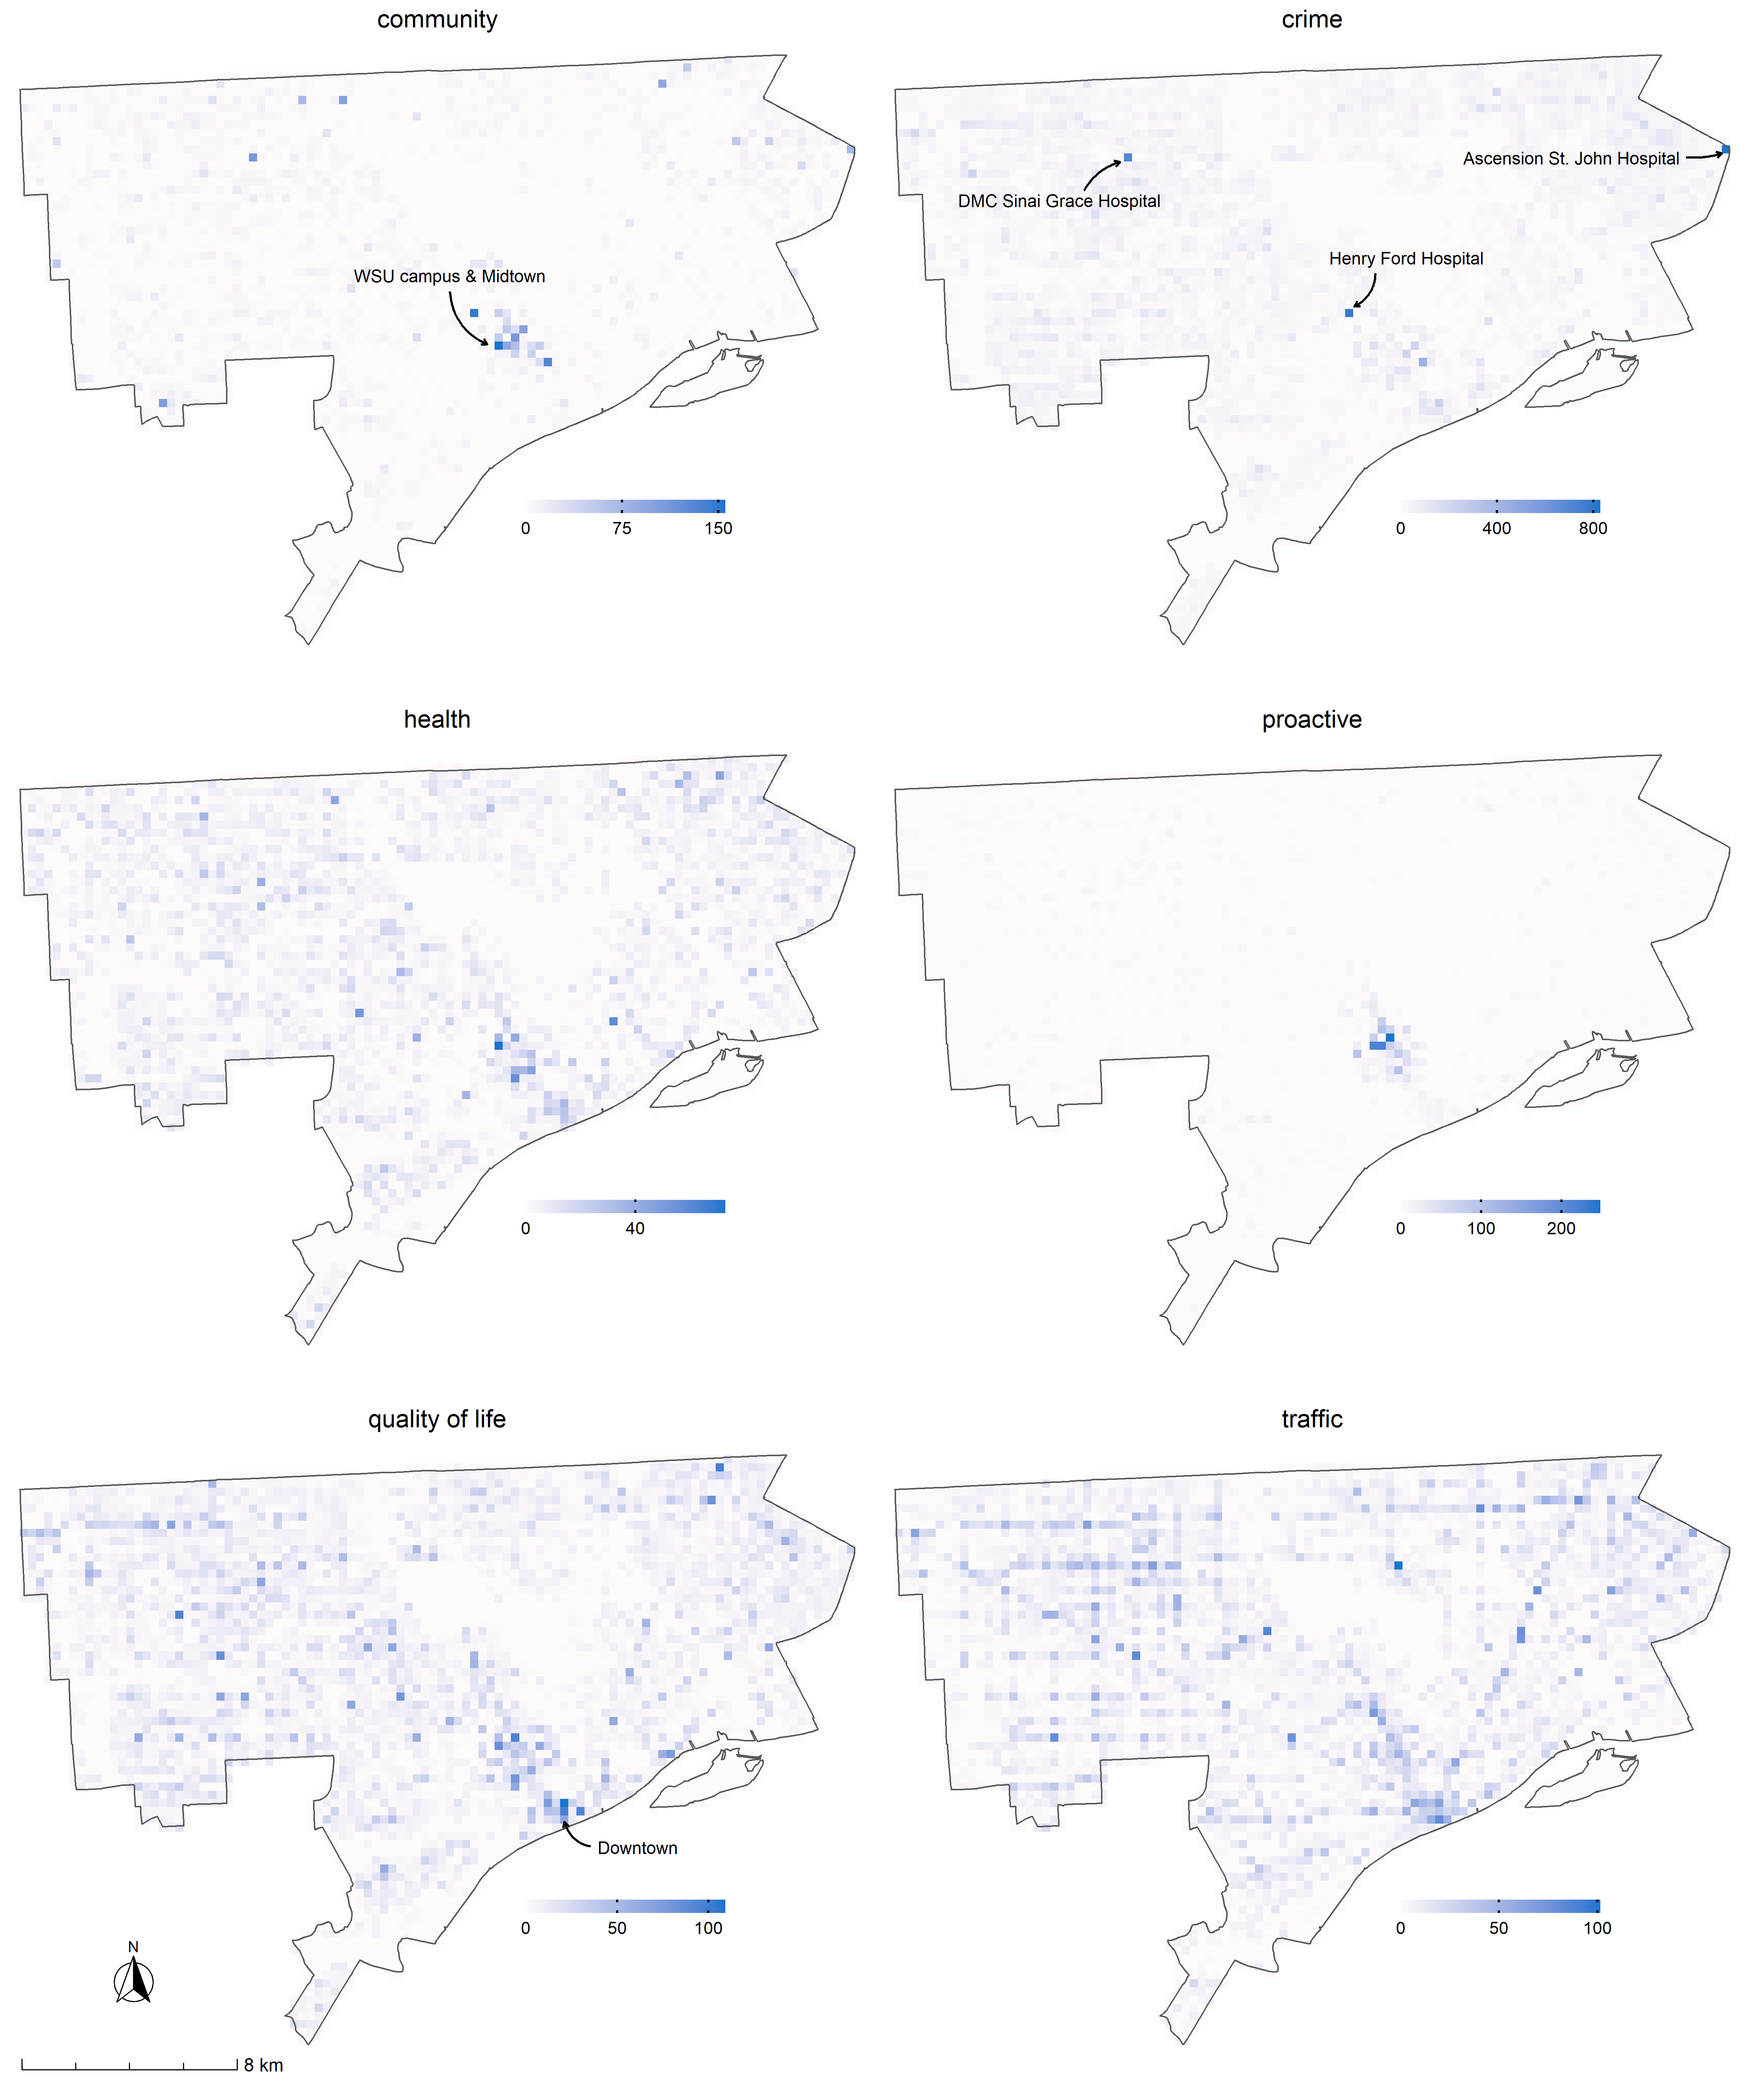 community
crime
Ascension St. John Hospital
DMC Sinai Grace Hospital
Henry Ford Hospital
WSU campus & Midtown
0 75 150
0 400 800
health
proactive
0 40
0 100 200
quality of life
traffic
Downtown
0 50 100
0 50 100
N
8 km